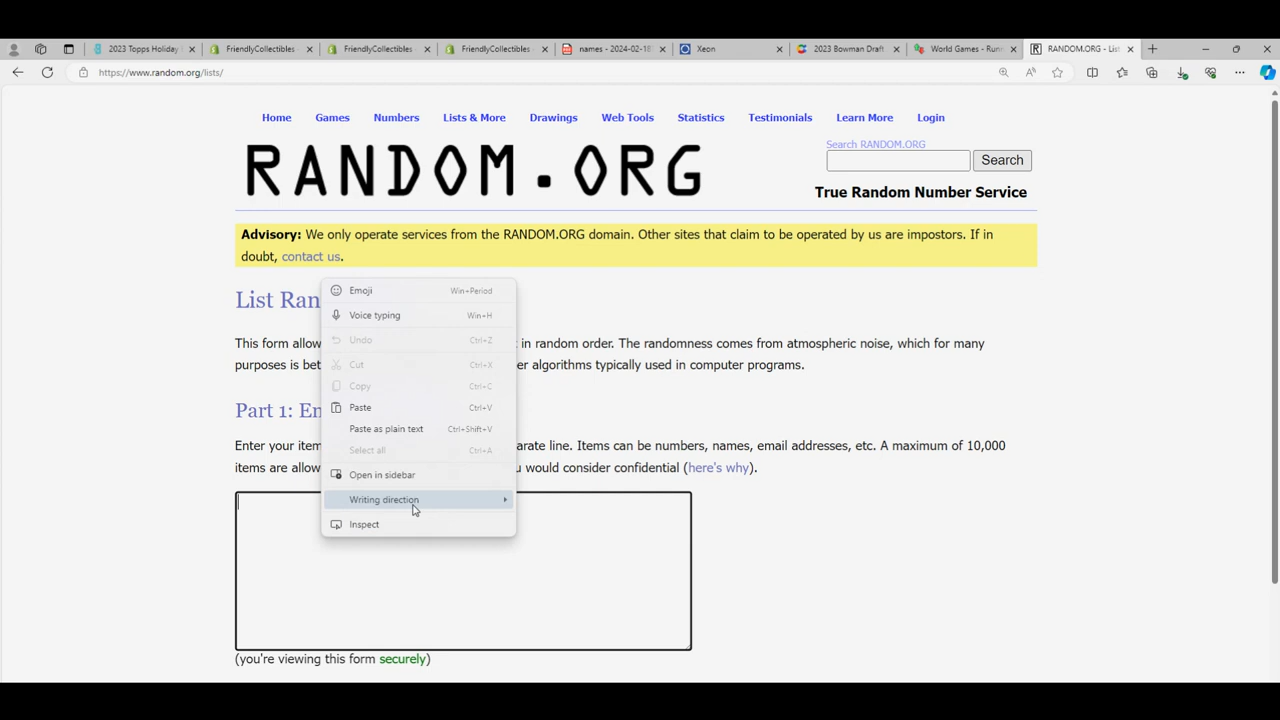 2023 Topps Holiday
FriendlyCollectibles
FriendlyCollectibles
FriendlyCollectibles
names - 2024-02-18
Xeon
2023 Bowman Draft
World Games - Runn
RANDOM.ORG - Lis
https://www.random.org/lists/
Home Games Numbers Lists & More Drawings Web Tools Statistics Testimonials Learn More Login
Search RANDOM.ORG
RANDOM.ORG
Search
True Random Number Service
Advisory: We only operate services from the RANDOM.ORG domain. Other sites that claim to be operated by us are impostors. If in
doubt, contact us.
List Ran
This form allow in random order. The randomness comes from atmospheric noise, which for many
purposes is bet er algorithms typically used in computer programs.
Part 1: En
Enter your item arate line. Items can be numbers, names, email addresses, etc. A maximum of 10,000
items are allow u would consider confidential (here's why).
Emoji Win+Period
Voice typing Win+H
Undo Ctrl+Z
Cut Ctrl+X
Copy Ctrl+C
Paste Ctrl+V
Paste as plain text Ctrl+Shift+V
Select all Ctrl+A
Open in sidebar
Writing direction
Inspect
(you're viewing this form securely)